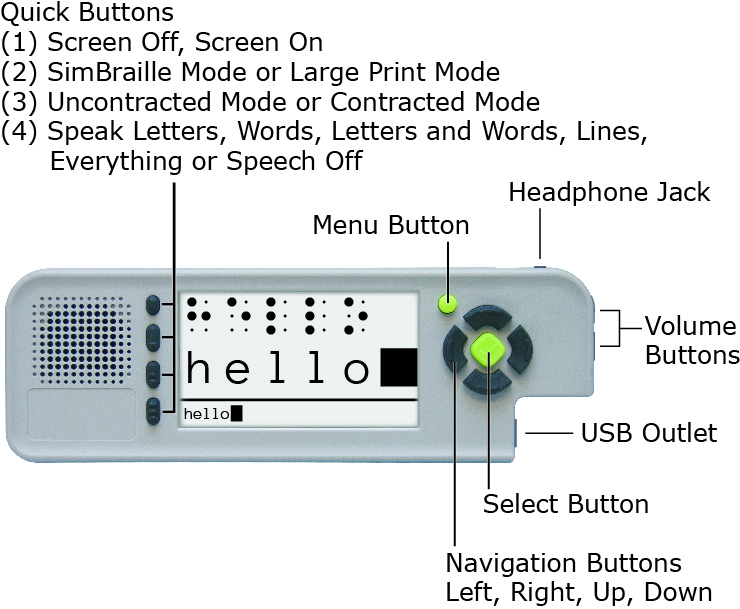 Quick Buttons
(1) Screen Off, Screen On
(2) SimBraille Mode or Large Print Mode
(3) Uncontracted Mode or Contracted Mode
(4) Speak Letters, Words, Letters and Words, Lines,
Everything or Speech Off
Headphone Jack
Menu Button
Volume
Buttons
hello
hello
USB Outlet
Select Button
Navigation Buttons
Left, Right, Up, Down